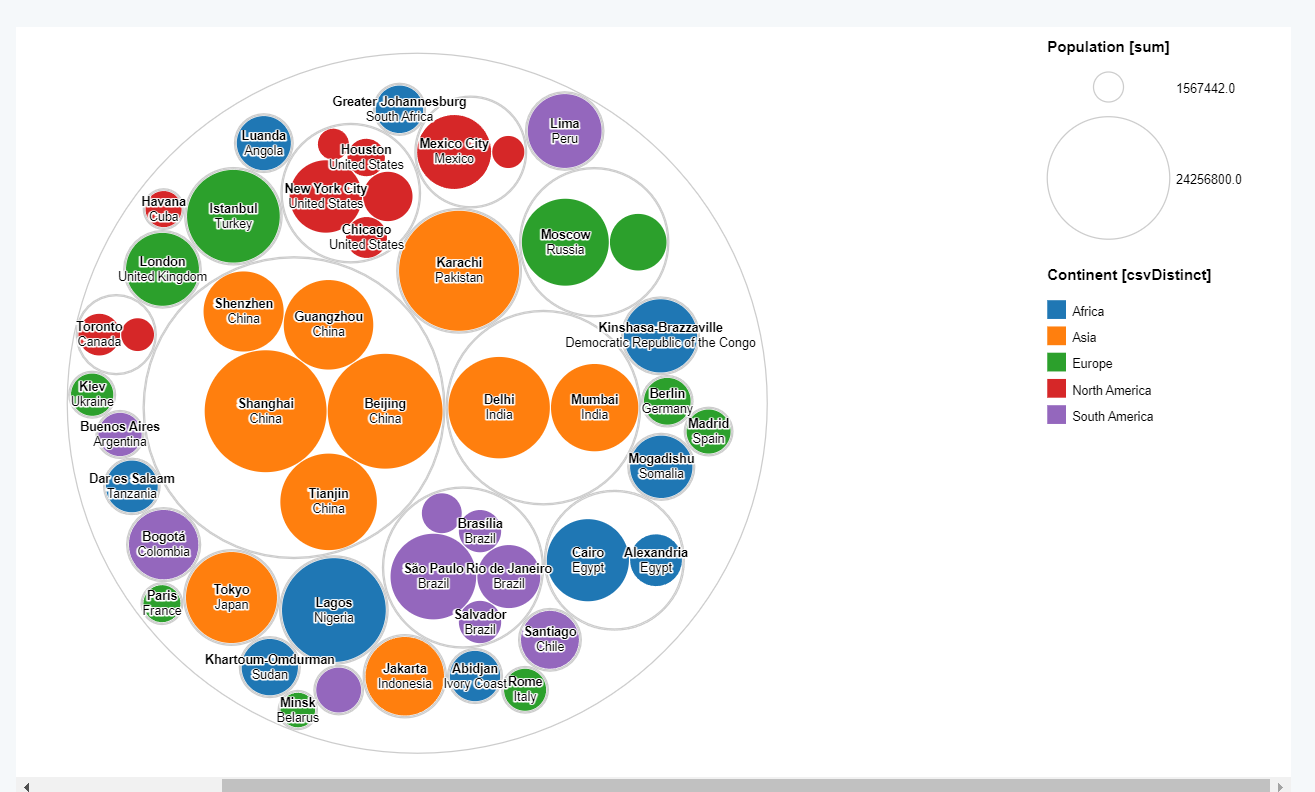 Population [sum]
1567442.0
24256800.0
Continent [csvDistinct]
Africa
Asia
Europe
North America
South America
Greater Johannesburg
South Africa
Lima
Peru
Luanda
Angola
Houston
United States
Mexico City
Mexico
New York City
United States
Havana
Cuba
Istanbul
Turkey
Chicago
United States
Moscow
Russia
London
United Kingdom
Karachi
Pakistan
Shenzhen
China
Guangzhou
China
Toronto
Canada
Kinshasa-Brazzaville
Democratic Republic of the Congo
Kiev
Ukraine
Shanghai
China
Beijing
China
Delhi
India
Mumbai
India
Berlin
Germany
Madrid
Spain
Buenos Aires
Argentina
Mogadishu
Somalia
Dar es Salaam
Tanzania
Tianjin
China
Bogotá
Colombia
Brasília
Brazil
Cairo
Egypt
Alexandria
Egypt
São Paulo
Brazil
Rio de Janeiro
Brazil
Paris
France
Tokyo
Japan
Lagos
Nigeria
Salvador
Brazil
Santiago
Chile
Khartoum-Omdurman
Sudan
Jakarta
Indonesia
Abidjan
Ivory Coast
Rome
Italy
Minsk
Belarus